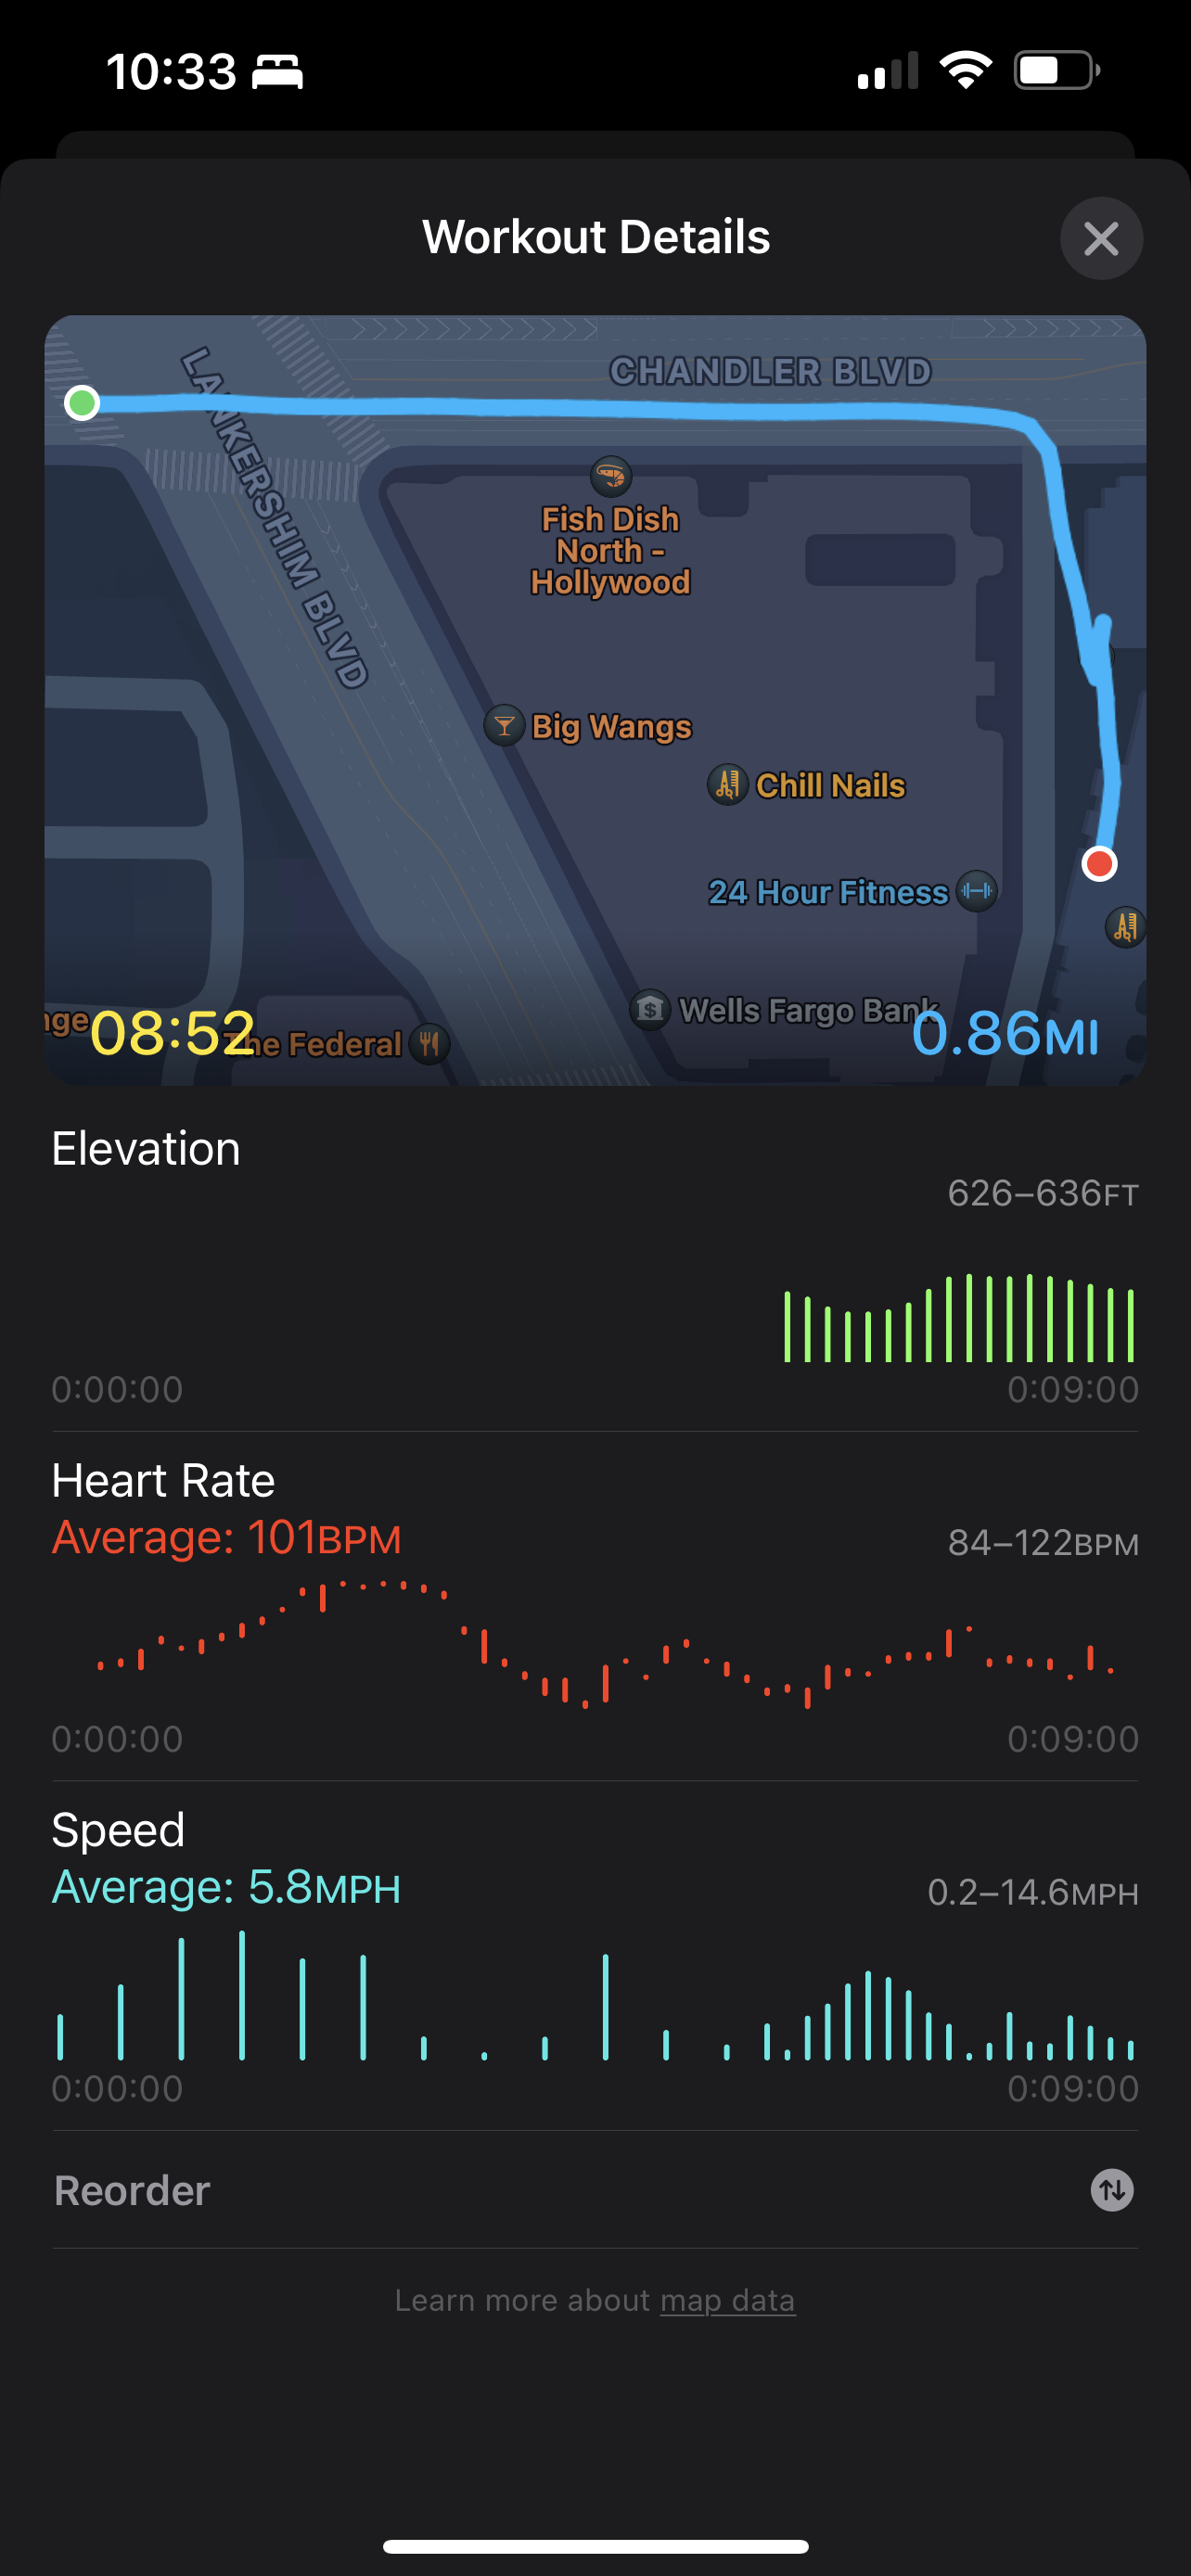 10:33
Workout Details
CHANDLER BLVD
LANKERSHIM BLVD
Fish Dish
North -
Hollywood
Big Wangs
Chill Nails
24 Hour Fitness
Wells Fargo Bank
nge
08:52
The Federal
0.86MI
Elevation
626–636FT
0:00:00
0:09:00
Heart Rate
Average: 101BPM
84–122BPM
0:00:00
0:09:00
Speed
Average: 5.8MPH
0.2–14.6MPH
0:00:00
0:09:00
Reorder
Learn more about map data